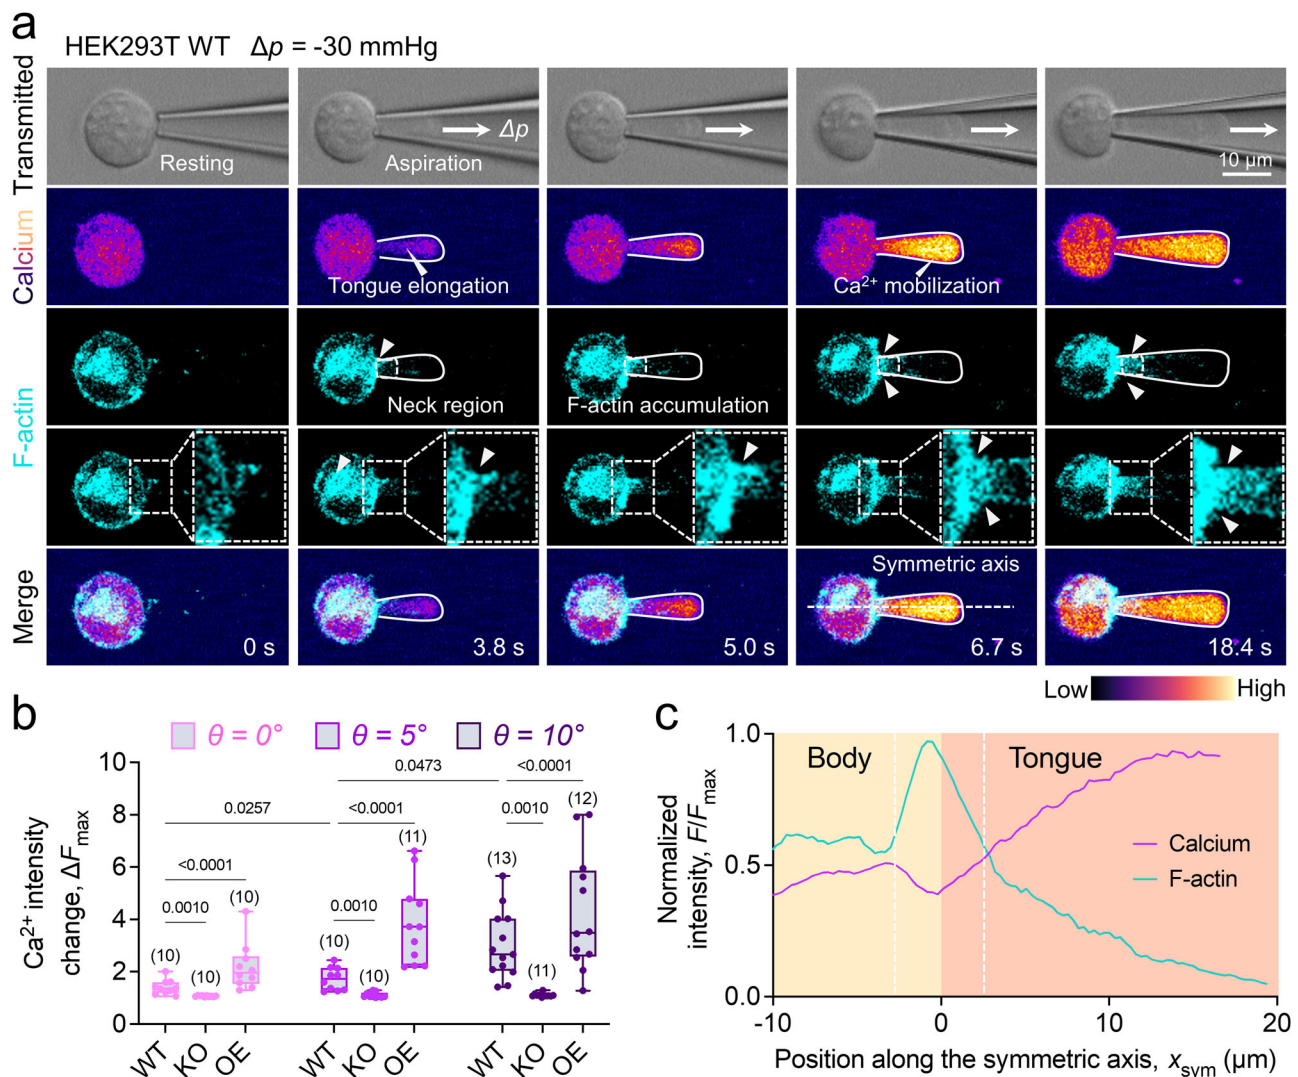 a
HEK293T WT Δp = -30 mmHg
Transmitted
Resting
Aspiration
Δp
10 µm
Calcium
Tongue elongation
Ca²⁺ mobilization
F-actin
Neck region
F-actin accumulation
Merge
Symmetric axis
0 s
3.8 s
5.0 s
6.7 s
18.4 s
Low
High
b
θ = 0°
θ = 5°
θ = 10°
Ca²⁺ intensity
change, ΔFmax
10
8
6
4
2
0
0.0473
<0.0001
0.0257
<0.0001
0.0010
<0.0001
0.0010
0.0010
(10)
(10)
(10)
(10)
(10)
(11)
(13)
(11)
(12)
WT
KO
OE
WT
KO
OE
WT
KO
OE
c
Normalized
intensity, F/Fmax
1.0
0.5
0.0
Body
Tongue
Calcium
F-actin
-10
0
10
20
Position along the symmetric axis, xsym (µm)